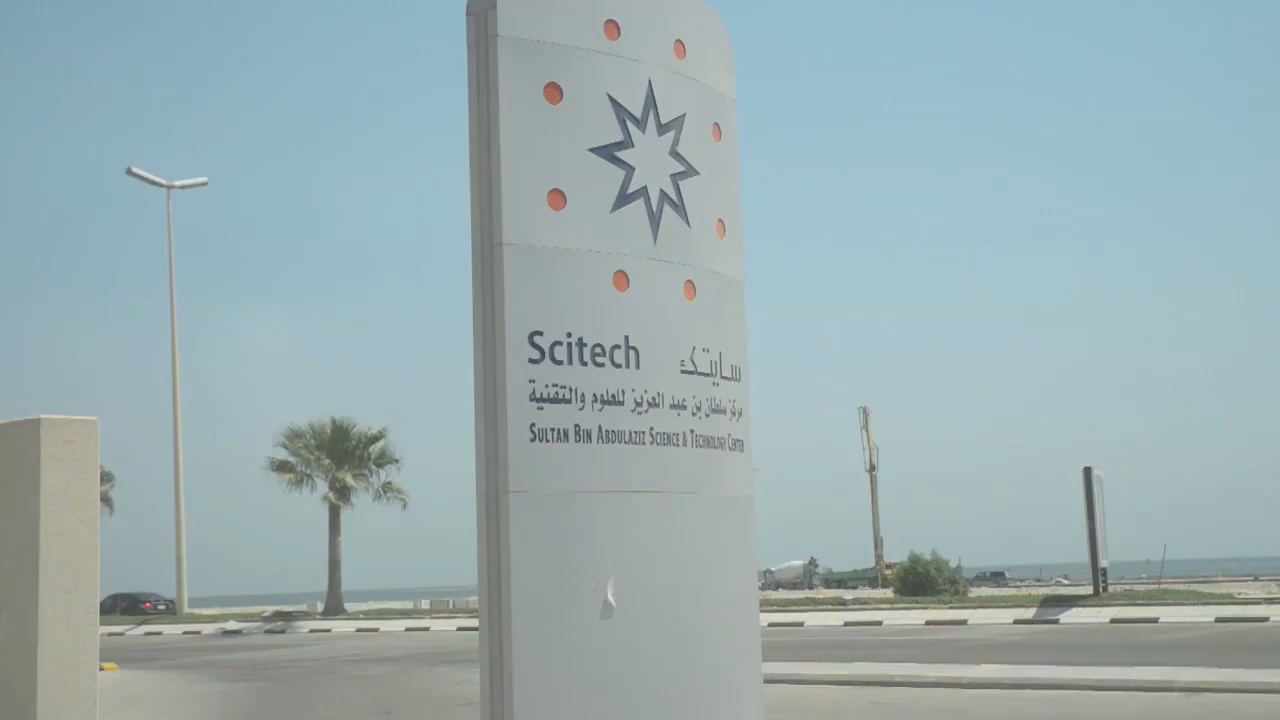 Scitech سايتك
مركز سلطان بن عبد العزيز للعلوم والتقنية
SULTAN BIN ABDULAZIZ SCIENCE & TECHNOLOGY CENTER